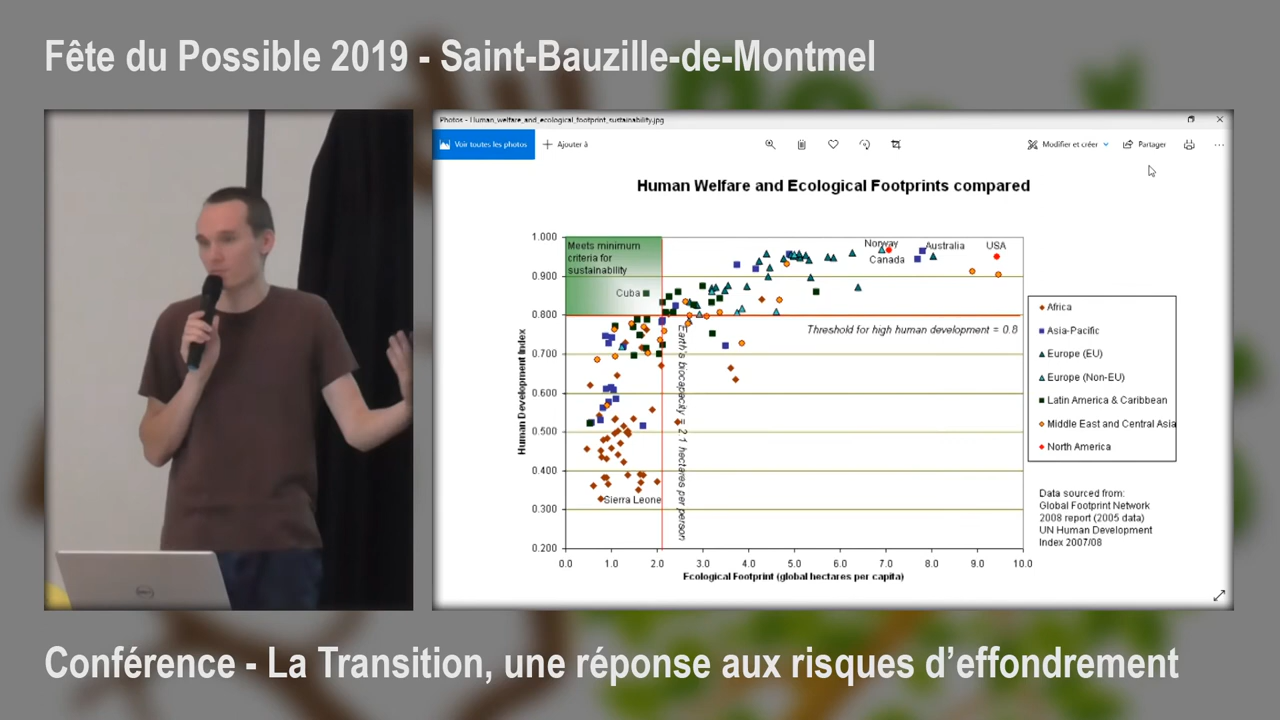 Fête du Possible 2019 - Saint-Bauzille-de-Montmel
Photos - Human_welfare_and_ecological_footprint_sustainability.jpg
Voir toutes les photos
Ajouter à
Modifier et créer
Partager
Human Welfare and Ecological Footprints compared
Human Development Index
1.000
0.900
0.800
0.700
0.600
0.500
0.400
0.300
0.200
Meets minimum
criteria for
sustainability
Cuba
Norway
Canada
Australia
USA
Threshold for high human development = 0.8
Earth's biocapacity = 2.1 hectares per person
Sierra Leone
0.0 1.0 2.0 3.0 4.0 5.0 6.0 7.0 8.0 9.0 10.0
Ecological Footprint (global hectares per capita)
Africa
Asia-Pacific
Europe (EU)
Europe (Non-EU)
Latin America & Caribbean
Middle East and Central Asia
North America
Data sourced from:
Global Footprint Network
2008 report (2005 data)
UN Human Development
Index 2007/08
DELL
Conférence - La Transition, une réponse aux risques d'effondrement